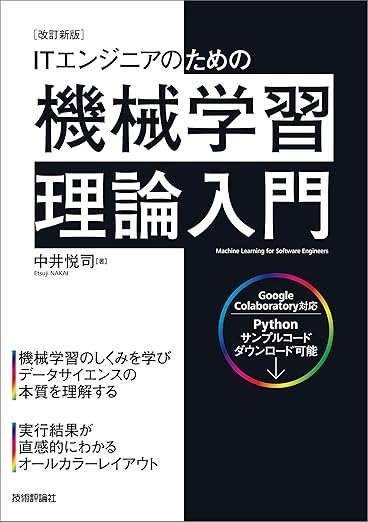 [改訂新版]
ITエンジニアのための
機械学習
理論入門
Machine Learning for Software Engineers
中井悦司[著]
Etsuji NAKAI
Google
Colaboratory対応
Python
サンプルコード
ダウンロード可能
機械学習のしくみを学び
データサイエンスの
本質を理解する
実行結果が
直感的にわかる
オールカラーレイアウト
技術評論社